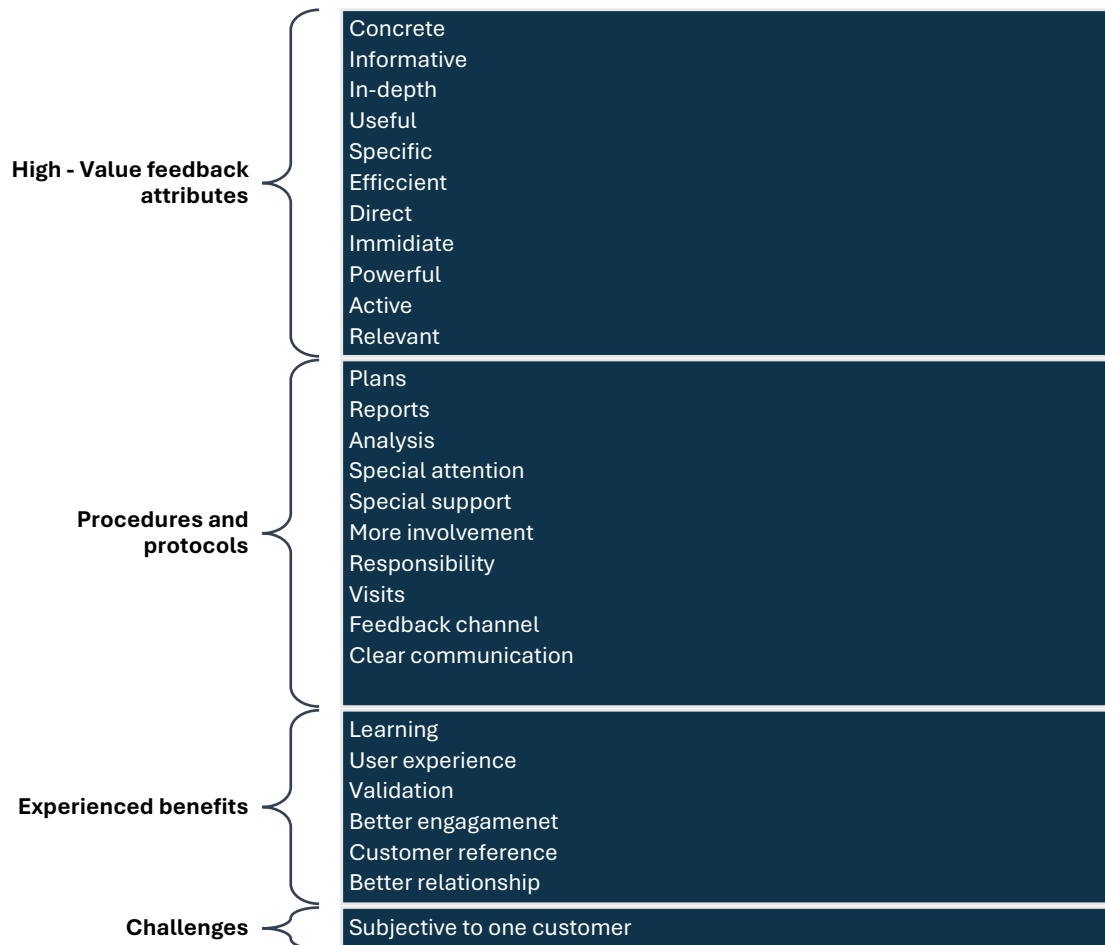 High - Value feedback
attributes
Concrete
Informative
In-depth
Useful
Specific
Efficcient
Direct
Immidiate
Powerful
Active
Relevant
Procedures and
protocols
Plans
Reports
Analysis
Special attention
Special support
More involvement
Responsibility
Visits
Feedback channel
Clear communication
Experienced benefits
Learning
User experience
Validation
Better engagamenet
Customer reference
Better relationship
Challenges
Subjective to one customer